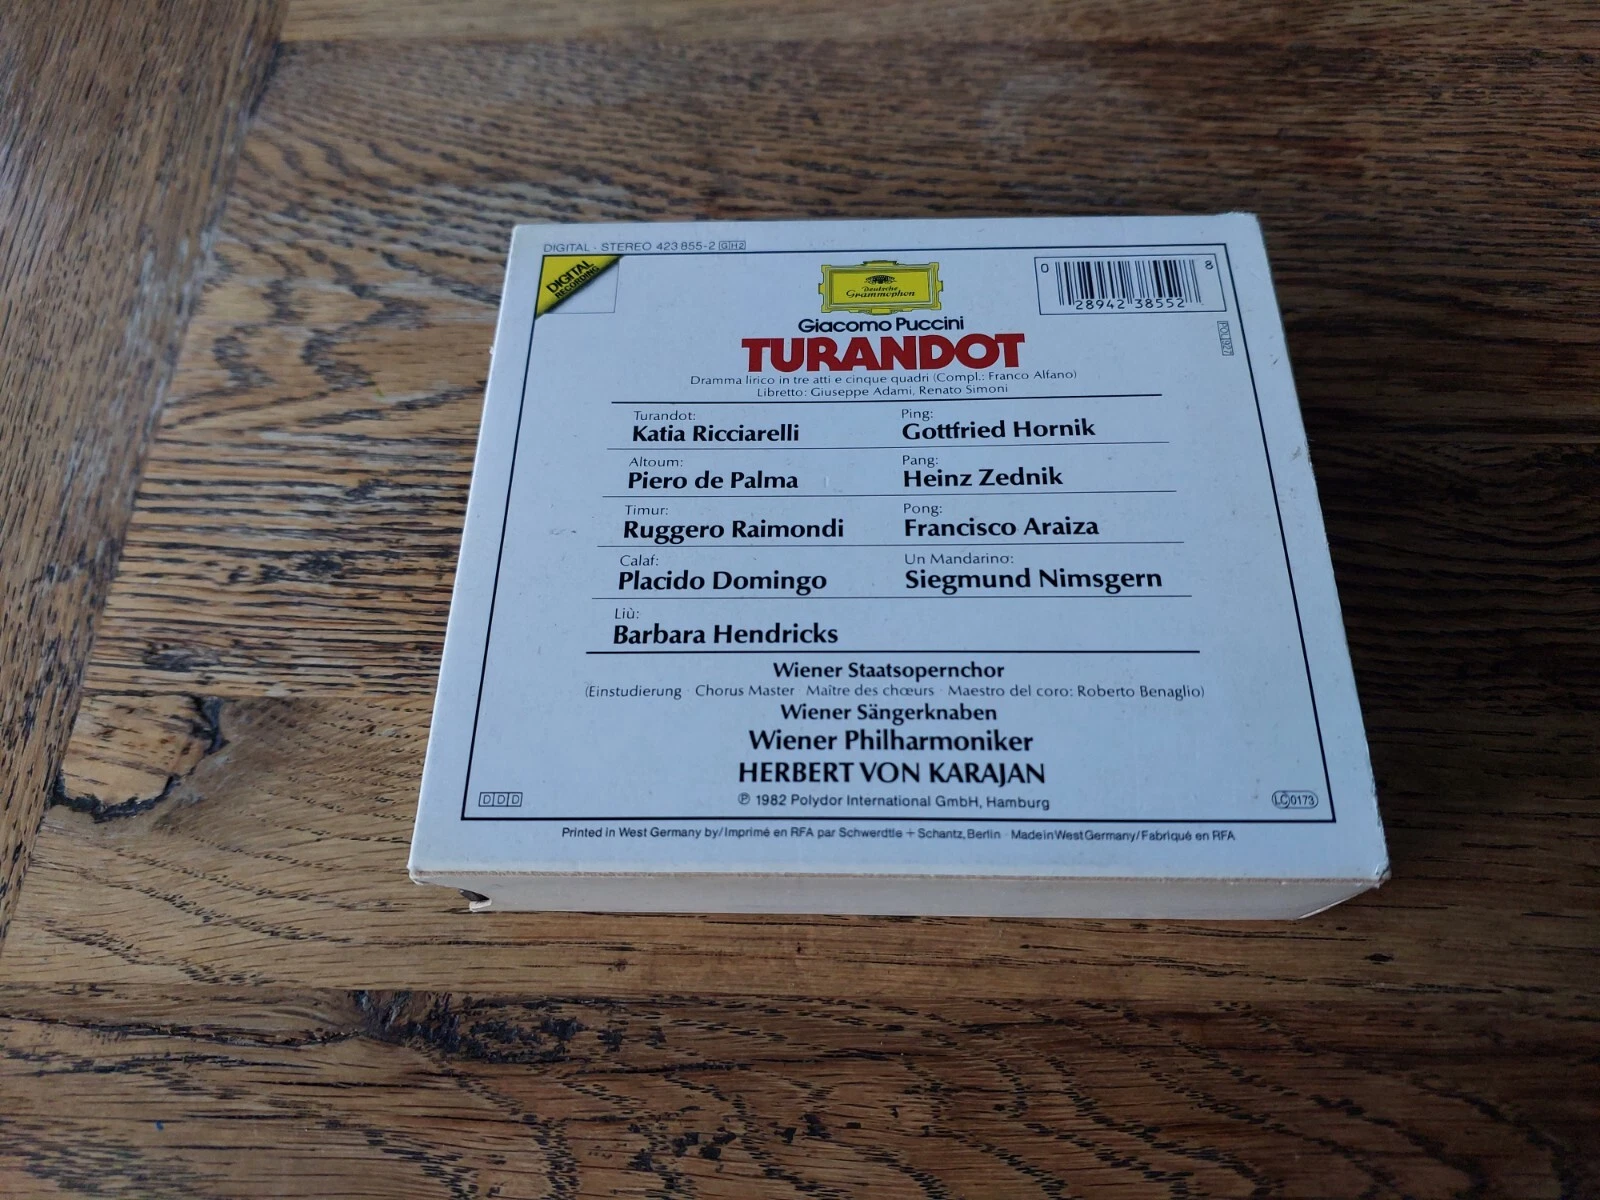 DIGITAL · STEREO 423 855-2 GH2
DIGITAL
RECORDING
Deutsche
Grammophon
0 28942 38552 8
Giacomo Puccini
TURANDOT
Dramma lirico in tre atti e cinque quadri (Compl.: Franco Alfano)
Libretto: Giuseppe Adami, Renato Simoni
Turandot:
Katia Ricciarelli
Ping:
Gottfried Hornik
Altoum:
Piero de Palma
Pang:
Heinz Zednik
Timur:
Ruggero Raimondi
Pong:
Francisco Araiza
Calaf:
Placido Domingo
Un Mandarino:
Siegmund Nimsgern
Liù:
Barbara Hendricks
Wiener Staatsopernchor
(Einstudierung · Chorus Master · Maître des chœurs · Maestro del coro: Roberto Benaglio)
Wiener Sängerknaben
Wiener Philharmoniker
HERBERT VON KARAJAN
℗ 1982 Polydor International GmbH, Hamburg
DDD
LC 0173
Printed in West Germany by/Imprimé en RFA par Schwerdtle + Schantz, Berlin · Made in West Germany/Fabriqué en RFA